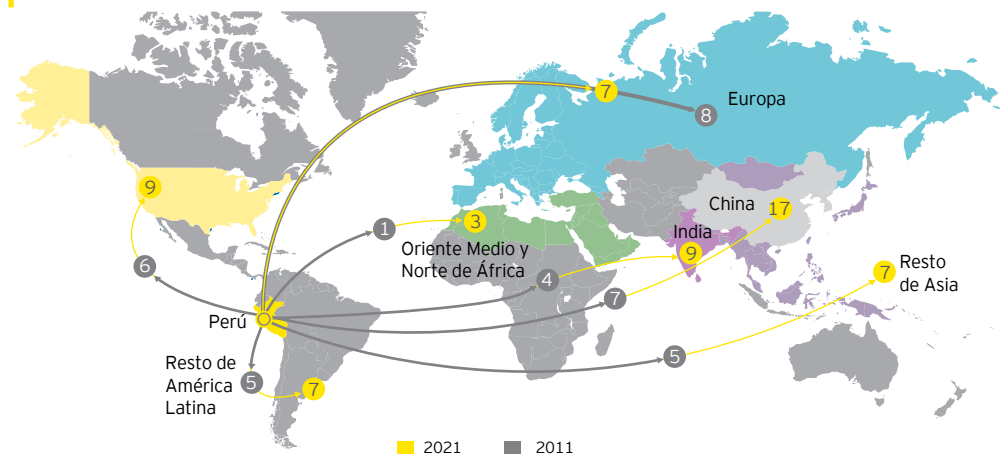 7
Europa
8
9
China
17
1
3
India
Oriente Medio y
Norte de África
9
6
4
7
Resto
de Asia
7
Perú
5
Resto de
América
Latina
5
7
2021
2011